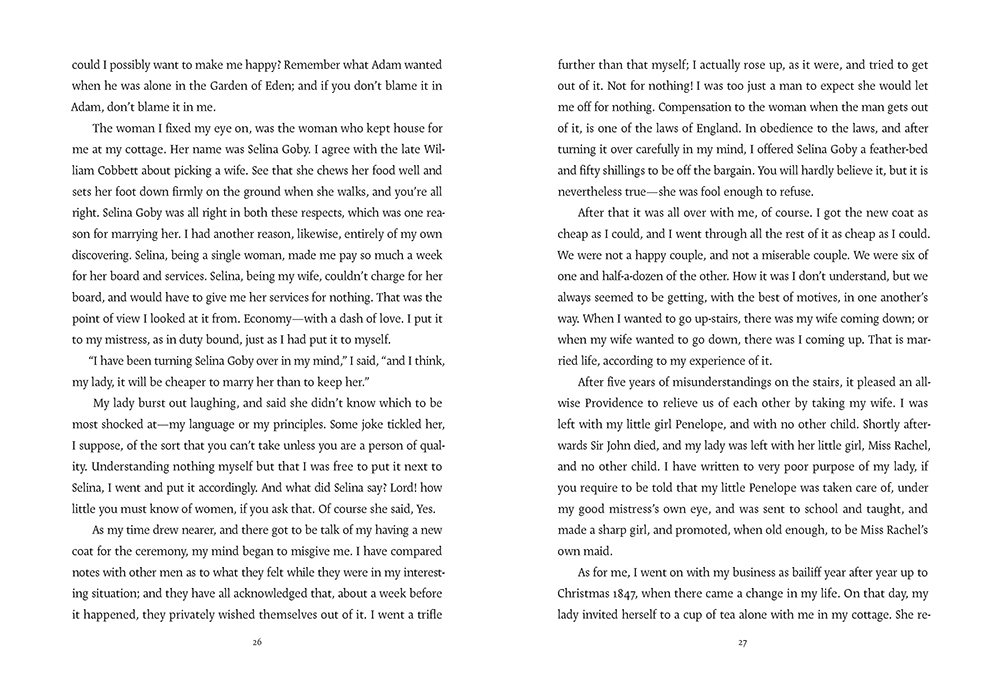 could I possibly want to make me happy? Remember what Adam wanted
when he was alone in the Garden of Eden; and if you don’t blame it in
Adam, don’t blame it in me.
The woman I fixed my eye on, was the woman who kept house for
me at my cottage. Her name was Selina Goby. I agree with the late Wil-
liam Cobbett about picking a wife. See that she chews her food well and
sets her foot down firmly on the ground when she walks, and you’re all
right. Selina Goby was all right in both these respects, which was one rea-
son for marrying her. I had another reason, likewise, entirely of my own
discovering. Selina, being a single woman, made me pay so much a week
for her board and services. Selina, being my wife, couldn’t charge for her
board, and would have to give me her services for nothing. That was the
point of view I looked at it from. Economy—with a dash of love. I put it
to my mistress, as in duty bound, just as I had put it to myself.
“I have been turning Selina Goby over in my mind,” I said, “and I think,
my lady, it will be cheaper to marry her than to keep her.”
My lady burst out laughing, and said she didn’t know which to be
most shocked at—my language or my principles. Some joke tickled her,
I suppose, of the sort that you can’t take unless you are a person of qual-
ity. Understanding nothing myself but that I was free to put it next to
Selina, I went and put it accordingly. And what did Selina say? Lord! how
little you must know of women, if you ask that. Of course she said, Yes.
As my time drew nearer, and there got to be talk of my having a new
coat for the ceremony, my mind began to misgive me. I have compared
notes with other men as to what they felt while they were in my interest-
ing situation; and they have all acknowledged that, about a week before
it happened, they privately wished themselves out of it. I went a trifle
26
further than that myself; I actually rose up, as it were, and tried to get
out of it. Not for nothing! I was too just a man to expect she would let
me off for nothing. Compensation to the woman when the man gets out
of it, is one of the laws of England. In obedience to the laws, and after
turning it over carefully in my mind, I offered Selina Goby a feather-bed
and fifty shillings to be off the bargain. You will hardly believe it, but it is
nevertheless true—she was fool enough to refuse.
After that it was all over with me, of course. I got the new coat as
cheap as I could, and I went through all the rest of it as cheap as I could.
We were not a happy couple, and not a miserable couple. We were six of
one and half-a-dozen of the other. How it was I don’t understand, but we
always seemed to be getting, with the best of motives, in one another’s
way. When I wanted to go up-stairs, there was my wife coming down; or
when my wife wanted to go down, there was I coming up. That is mar-
ried life, according to my experience of it.
After five years of misunderstandings on the stairs, it pleased an all-
wise Providence to relieve us of each other by taking my wife. I was
left with my little girl Penelope, and with no other child. Shortly after-
wards Sir John died, and my lady was left with her little girl, Miss Rachel,
and no other child. I have written to very poor purpose of my lady, if
you require to be told that my little Penelope was taken care of, under
my good mistress’s own eye, and was sent to school and taught, and
made a sharp girl, and promoted, when old enough, to be Miss Rachel’s
own maid.
As for me, I went on with my business as bailiff year after year up to
Christmas 1847, when there came a change in my life. On that day, my
lady invited herself to a cup of tea alone with me in my cottage. She re-
27